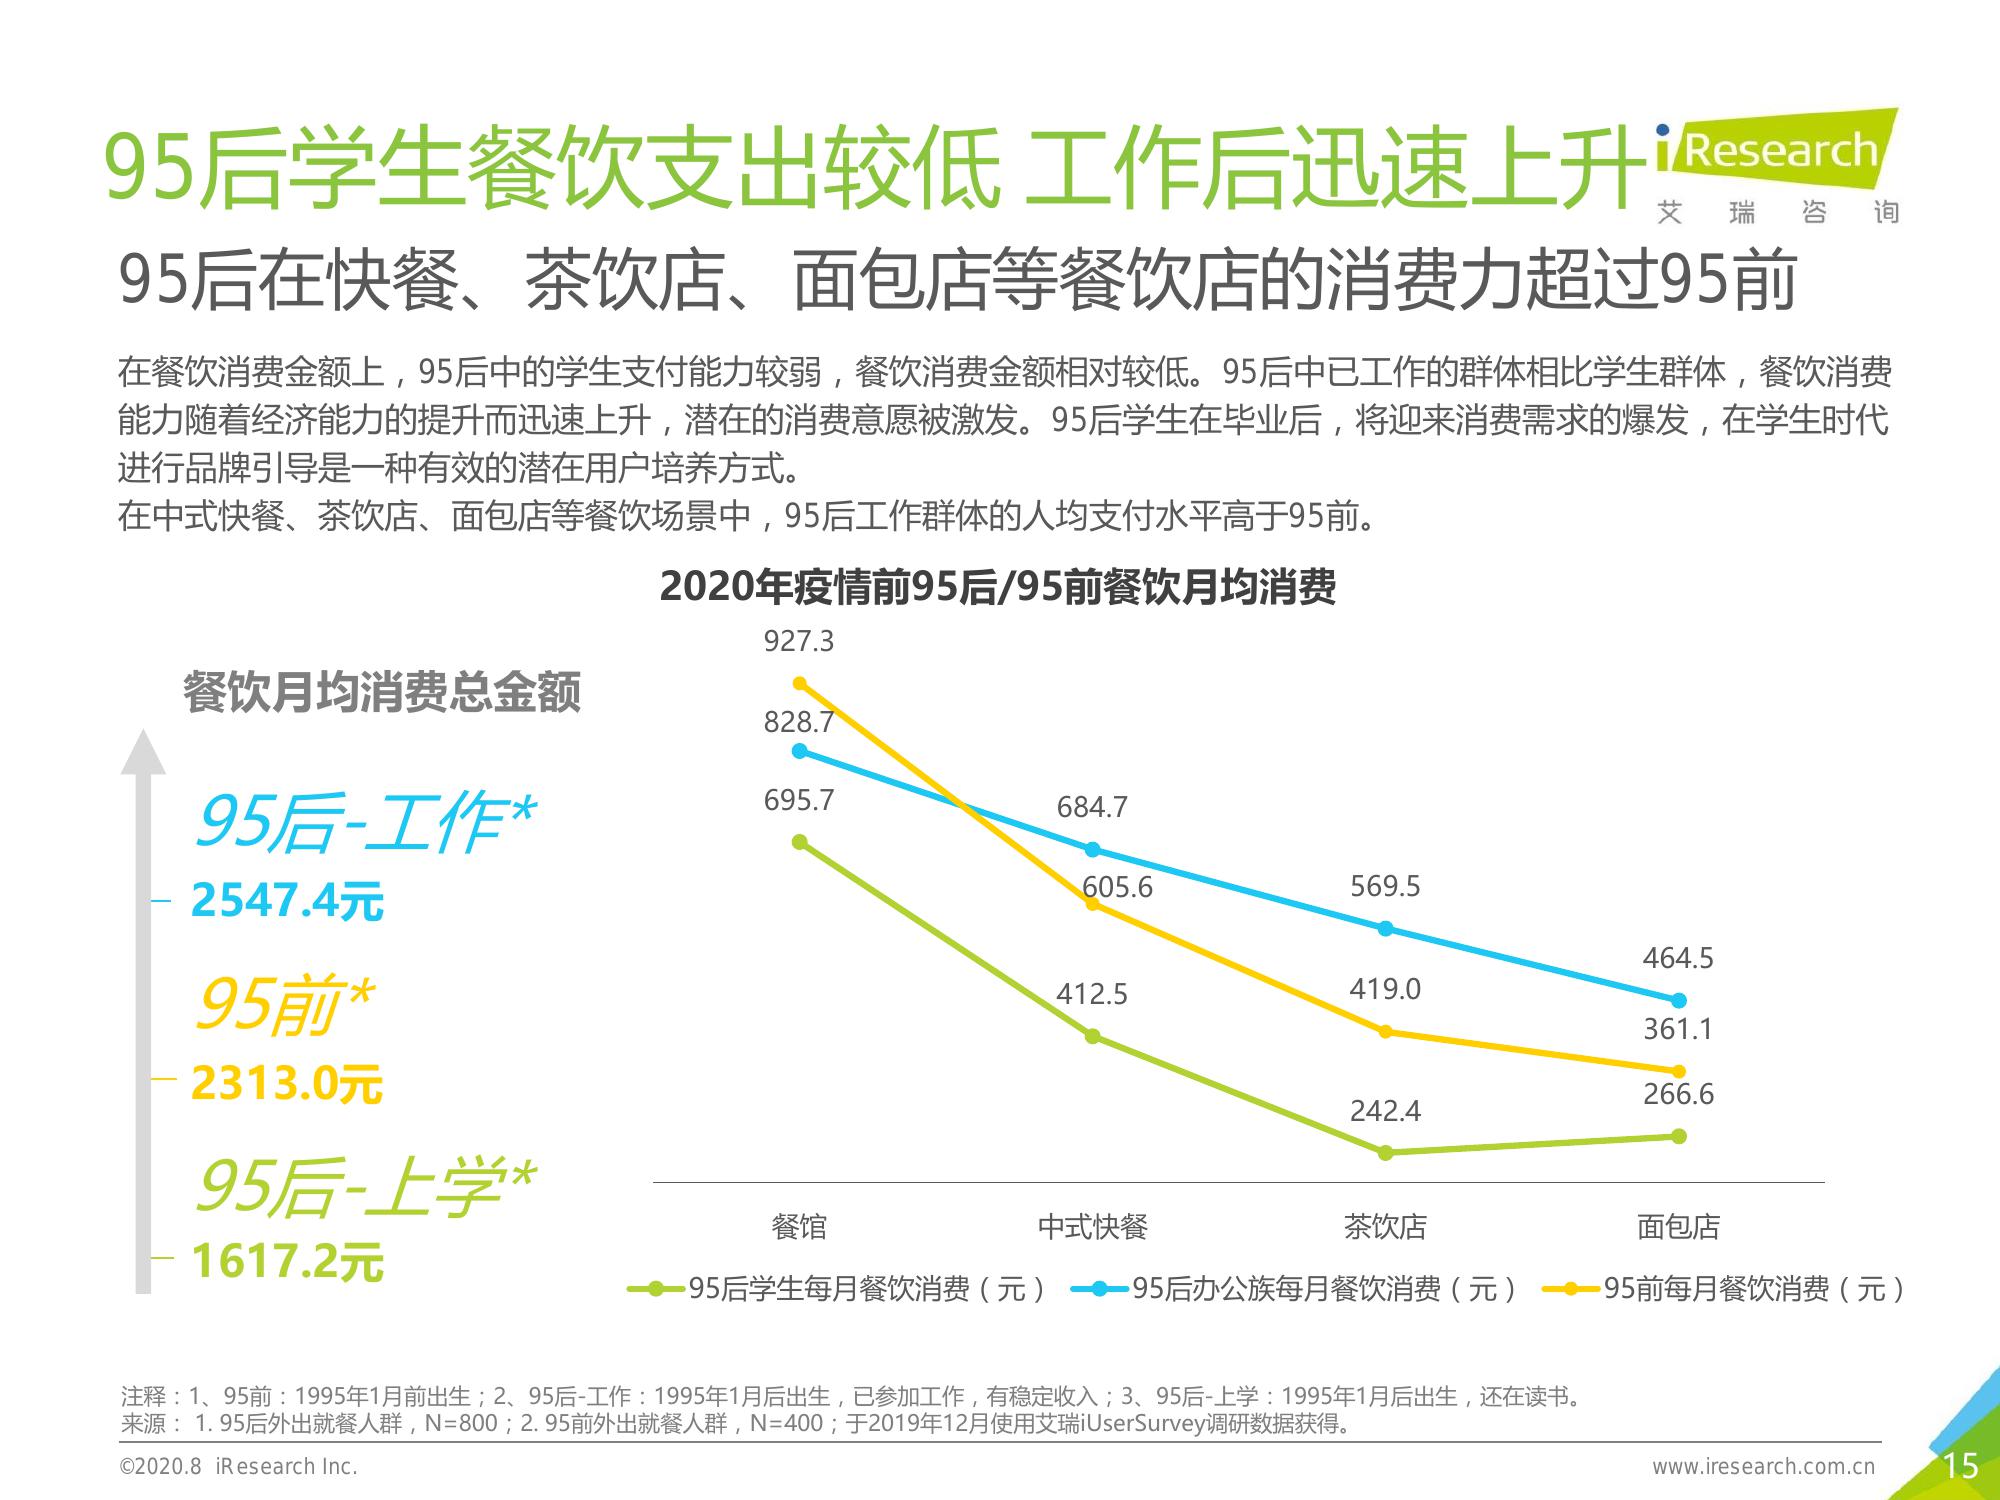 95后学生餐饮支出较低 工作后迅速上升
iResearch
艾瑞咨询
95后在快餐、茶饮店、面包店等餐饮店的消费力超过95前
在餐饮消费金额上，95后中的学生支付能力较弱，餐饮消费金额相对较低。95后中已工作的群体相比学生群体，餐饮消费
能力随着经济能力的提升而迅速上升，潜在的消费意愿被激发。95后学生在毕业后，将迎来消费需求的爆发，在学生时代
进行品牌引导是一种有效的潜在用户培养方式。
在中式快餐、茶饮店、面包店等餐饮场景中，95后工作群体的人均支付水平高于95前。
2020年疫情前95后/95前餐饮月均消费
餐饮月均消费总金额
95后-工作*
2547.4元
95前*
2313.0元
95后-上学*
1617.2元
927.3
828.7
695.7
684.7
605.6
412.5
569.5
419.0
242.4
464.5
361.1
266.6
餐馆 中式快餐 茶饮店 面包店
95后学生每月餐饮消费（元） 95后办公族每月餐饮消费（元） 95前每月餐饮消费（元）
注释：1、95前：1995年1月前出生；2、95后-工作：1995年1月后出生，已参加工作，有稳定收入；3、95后-上学：1995年1月后出生，还在读书。
来源： 1. 95后外出就餐人群，N=800；2. 95前外出就餐人群，N=400；于2019年12月使用艾瑞iUserSurvey调研数据获得。
©2020.8 iResearch Inc.
www.iresearch.com.cn
15